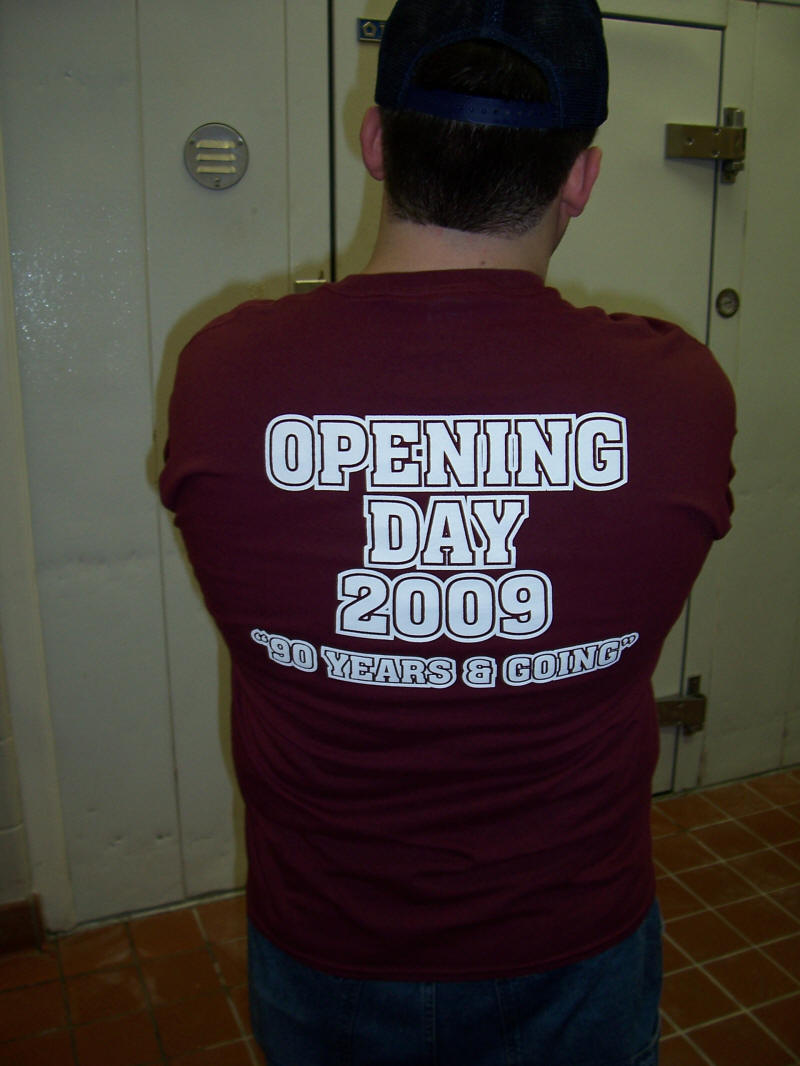 OPENING
DAY
2009
“90 YEARS & GOING”